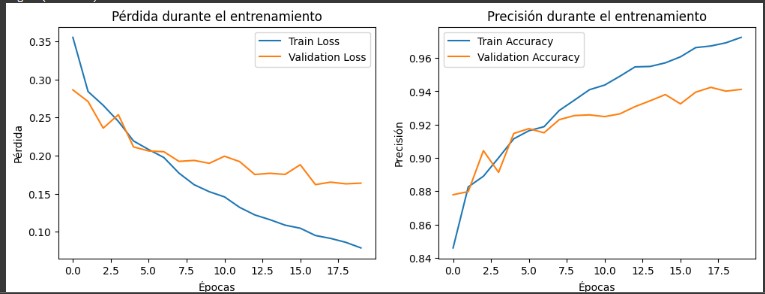 Pérdida durante el entrenamiento
Train Loss
Validation Loss
0.35
0.30
0.25
0.20
0.15
0.10
Pérdida
0.0 2.5 5.0 7.5 10.0 12.5 15.0 17.5
Épocas
Precisión durante el entrenamiento
Train Accuracy
Validation Accuracy
0.96
0.94
0.92
0.90
0.88
0.86
0.84
Precisión
0.0 2.5 5.0 7.5 10.0 12.5 15.0 17.5
Épocas